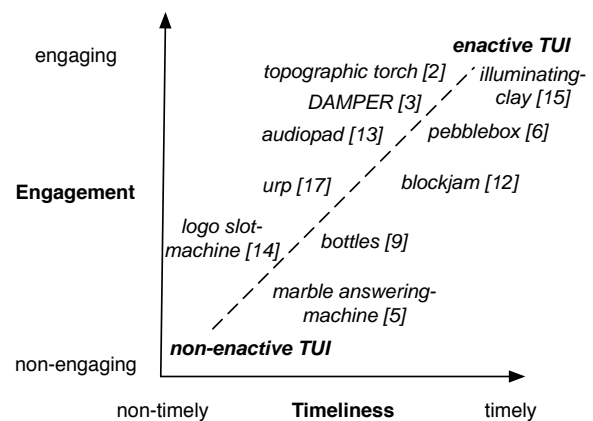 engaging
enactive TUI
topographic torch [2]
illuminating-
clay [15]
DAMPER [3]
audiopad [13]
pebblebox [6]
Engagement
urp [17]
blockjam [12]
logo slot-
machine [14]
bottles [9]
marble answering-
machine [5]
non-enactive TUI
non-engaging
non-timely
Timeliness
timely